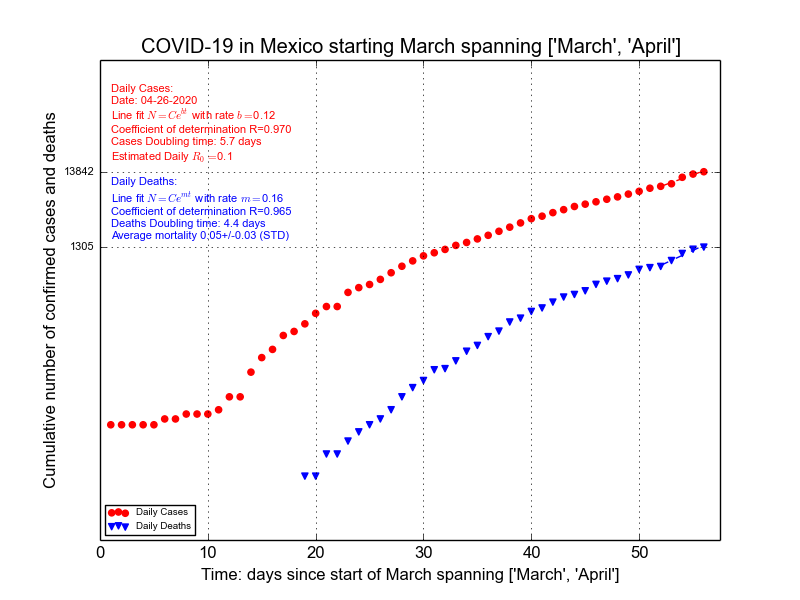 COVID-19 in Mexico starting March spanning ['March', 'April']
Daily Cases:
Date: 04-26-2020
Line fit N = Ce^{bt} with rate b = 0.12
Coefficient of determination R=0.970
Cases Doubling time: 5.7 days
Estimated Daily R_0 = 0.1
Daily Deaths:
Line fit N = Ce^{mt} with rate m = 0.16
Coefficient of determination R=0.965
Deaths Doubling time: 4.4 days
Average mortality 0.05+/-0.03 (STD)
13842
1305
Cumulative number of confirmed cases and deaths
Daily Cases
Daily Deaths
0 10 20 30 40 50
Time: days since start of March spanning ['March', 'April']